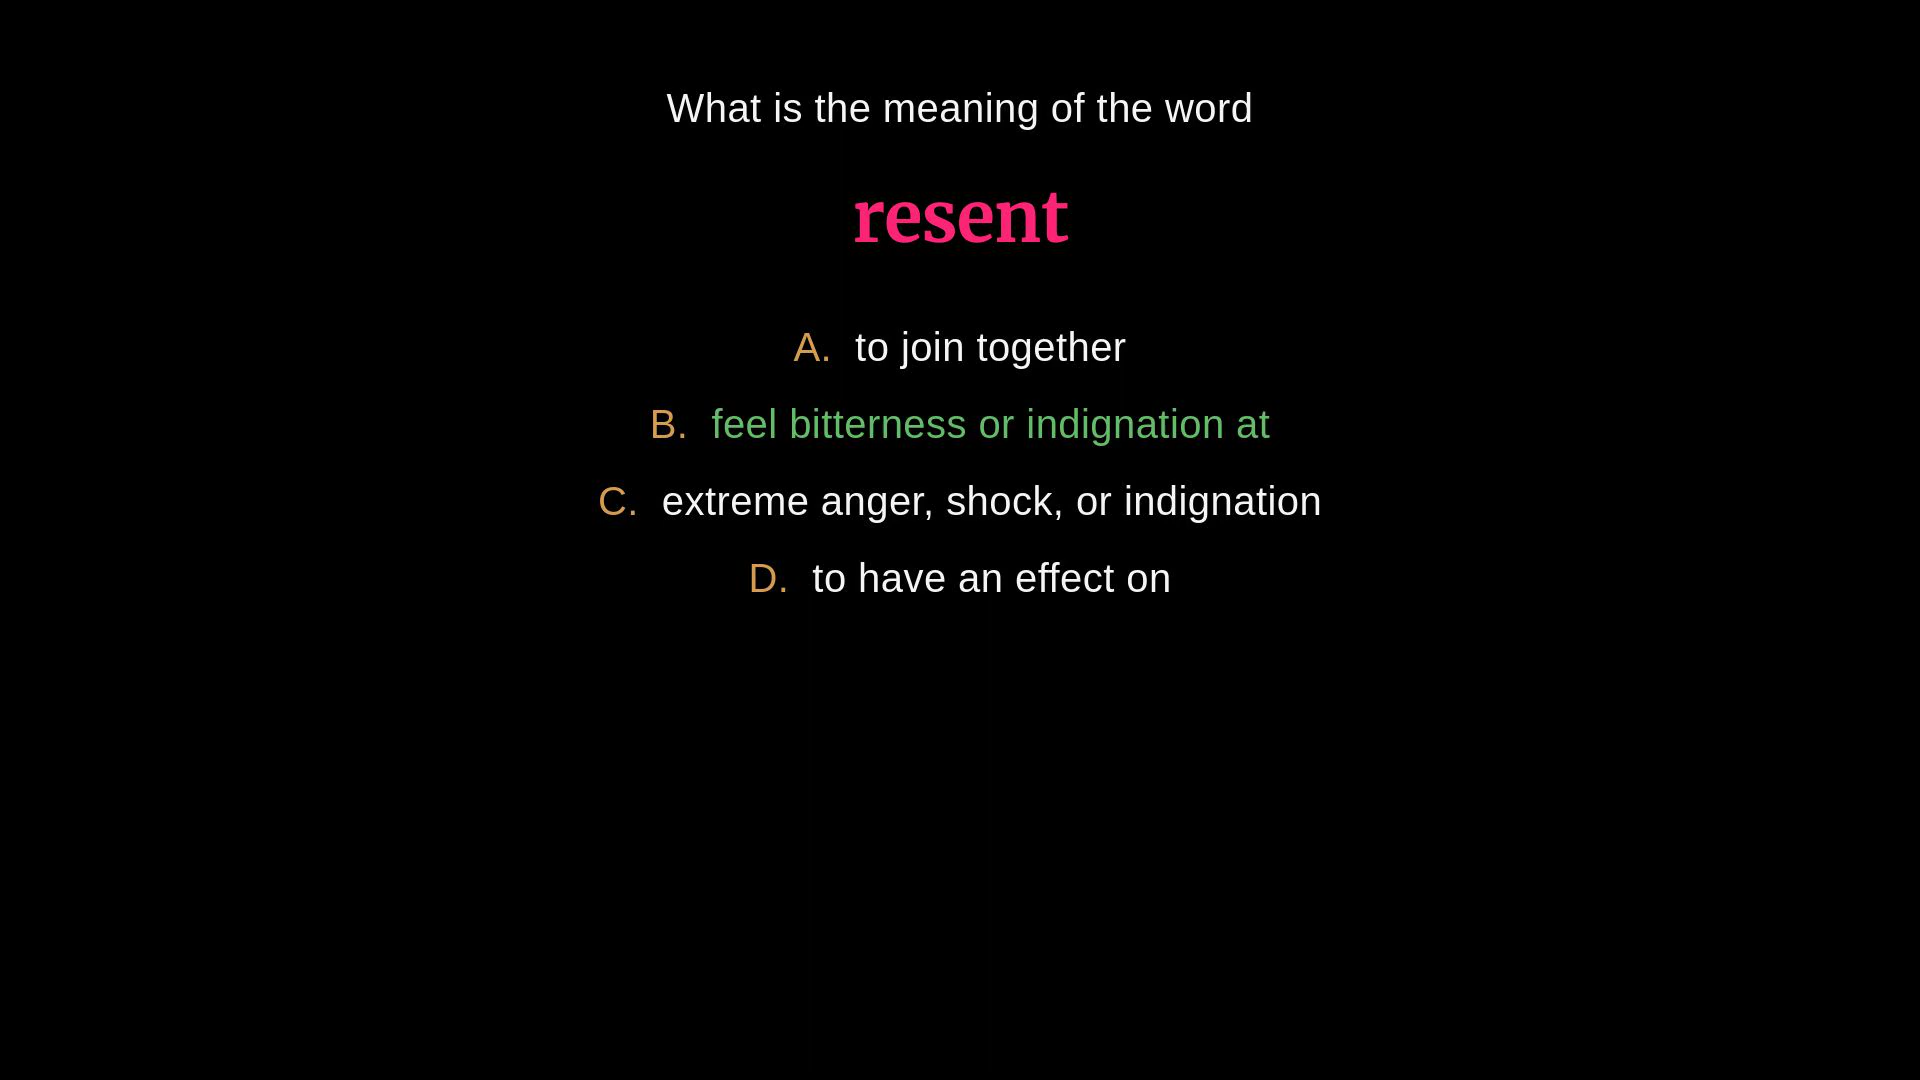 What is the meaning of the word
resent
A. to join together
B. feel bitterness or indignation at
C. extreme anger, shock, or indignation
D. to have an effect on